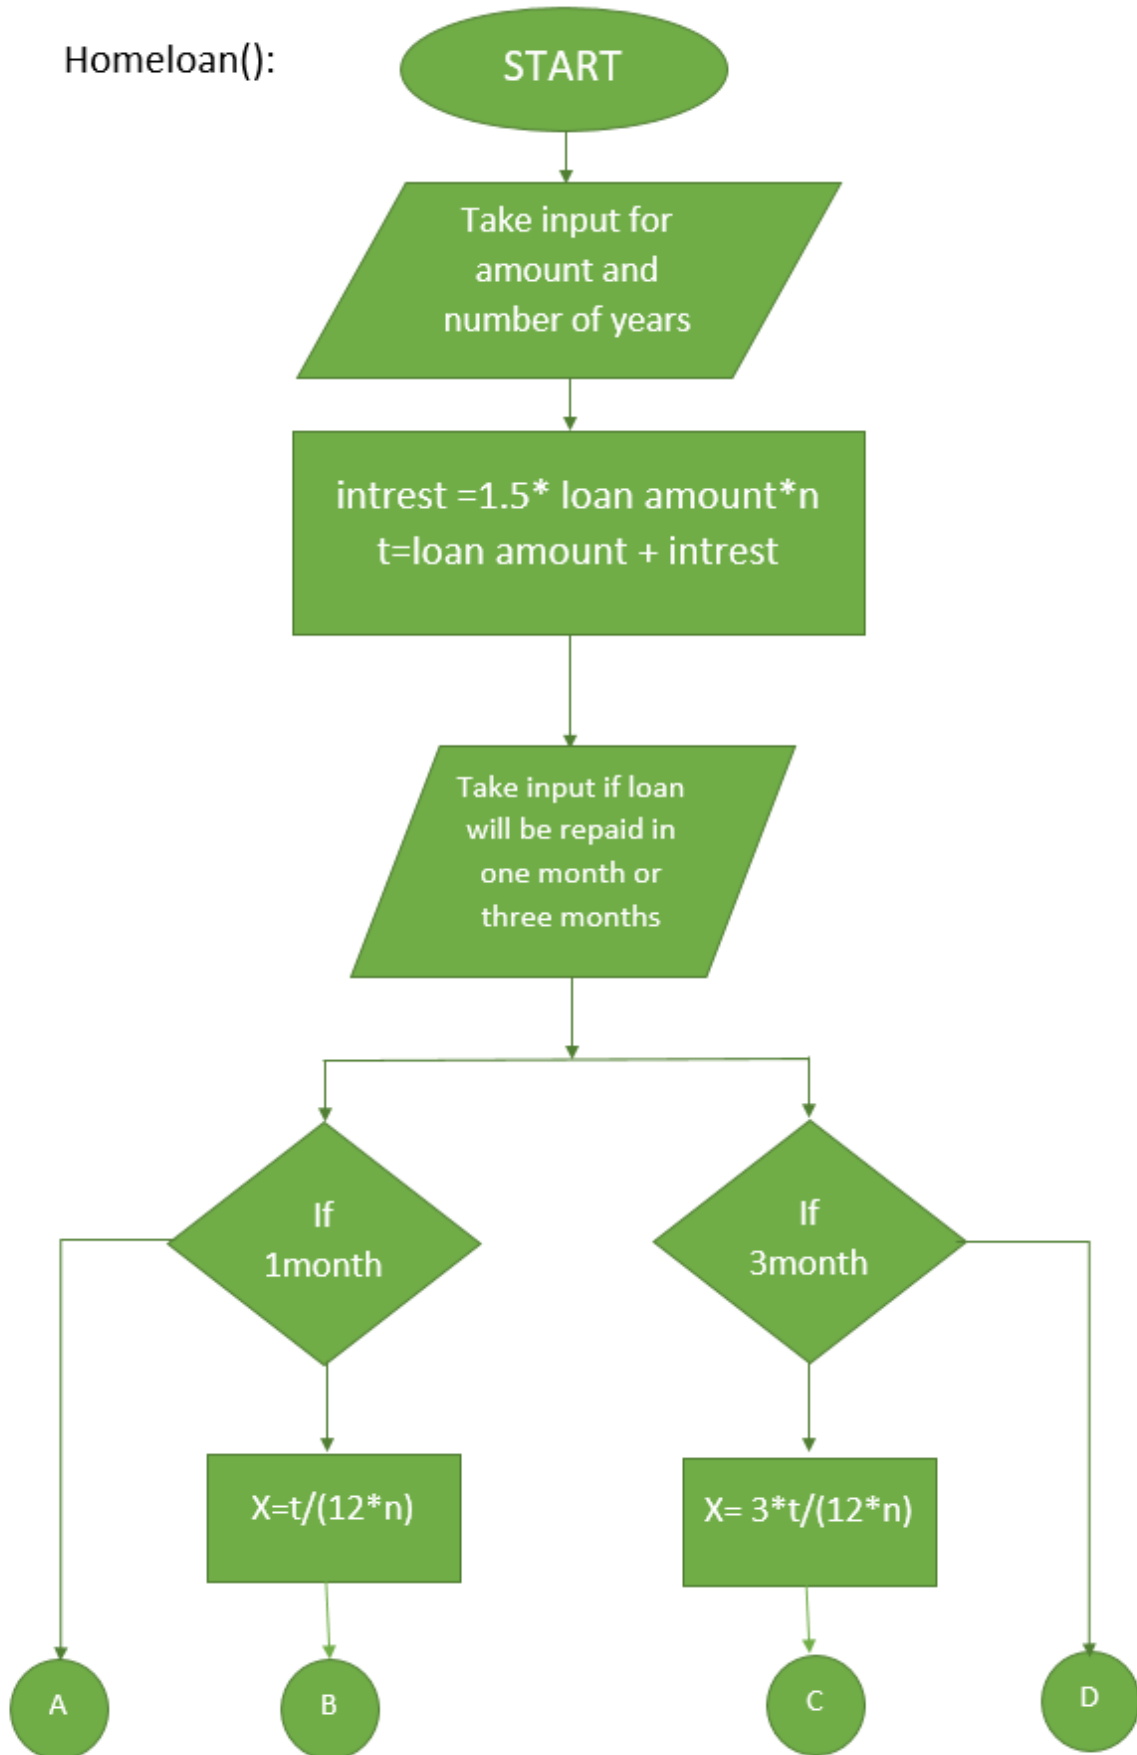 Homeloan():
START
Take input for
amount and
number of years
intrest =1.5* loan amount*n
t=loan amount + intrest
Take input if loan
will be repaid in
one month or
three months
If
1month
If
3month
X=t/(12*n)
X= 3*t/(12*n)
A
B
C
D